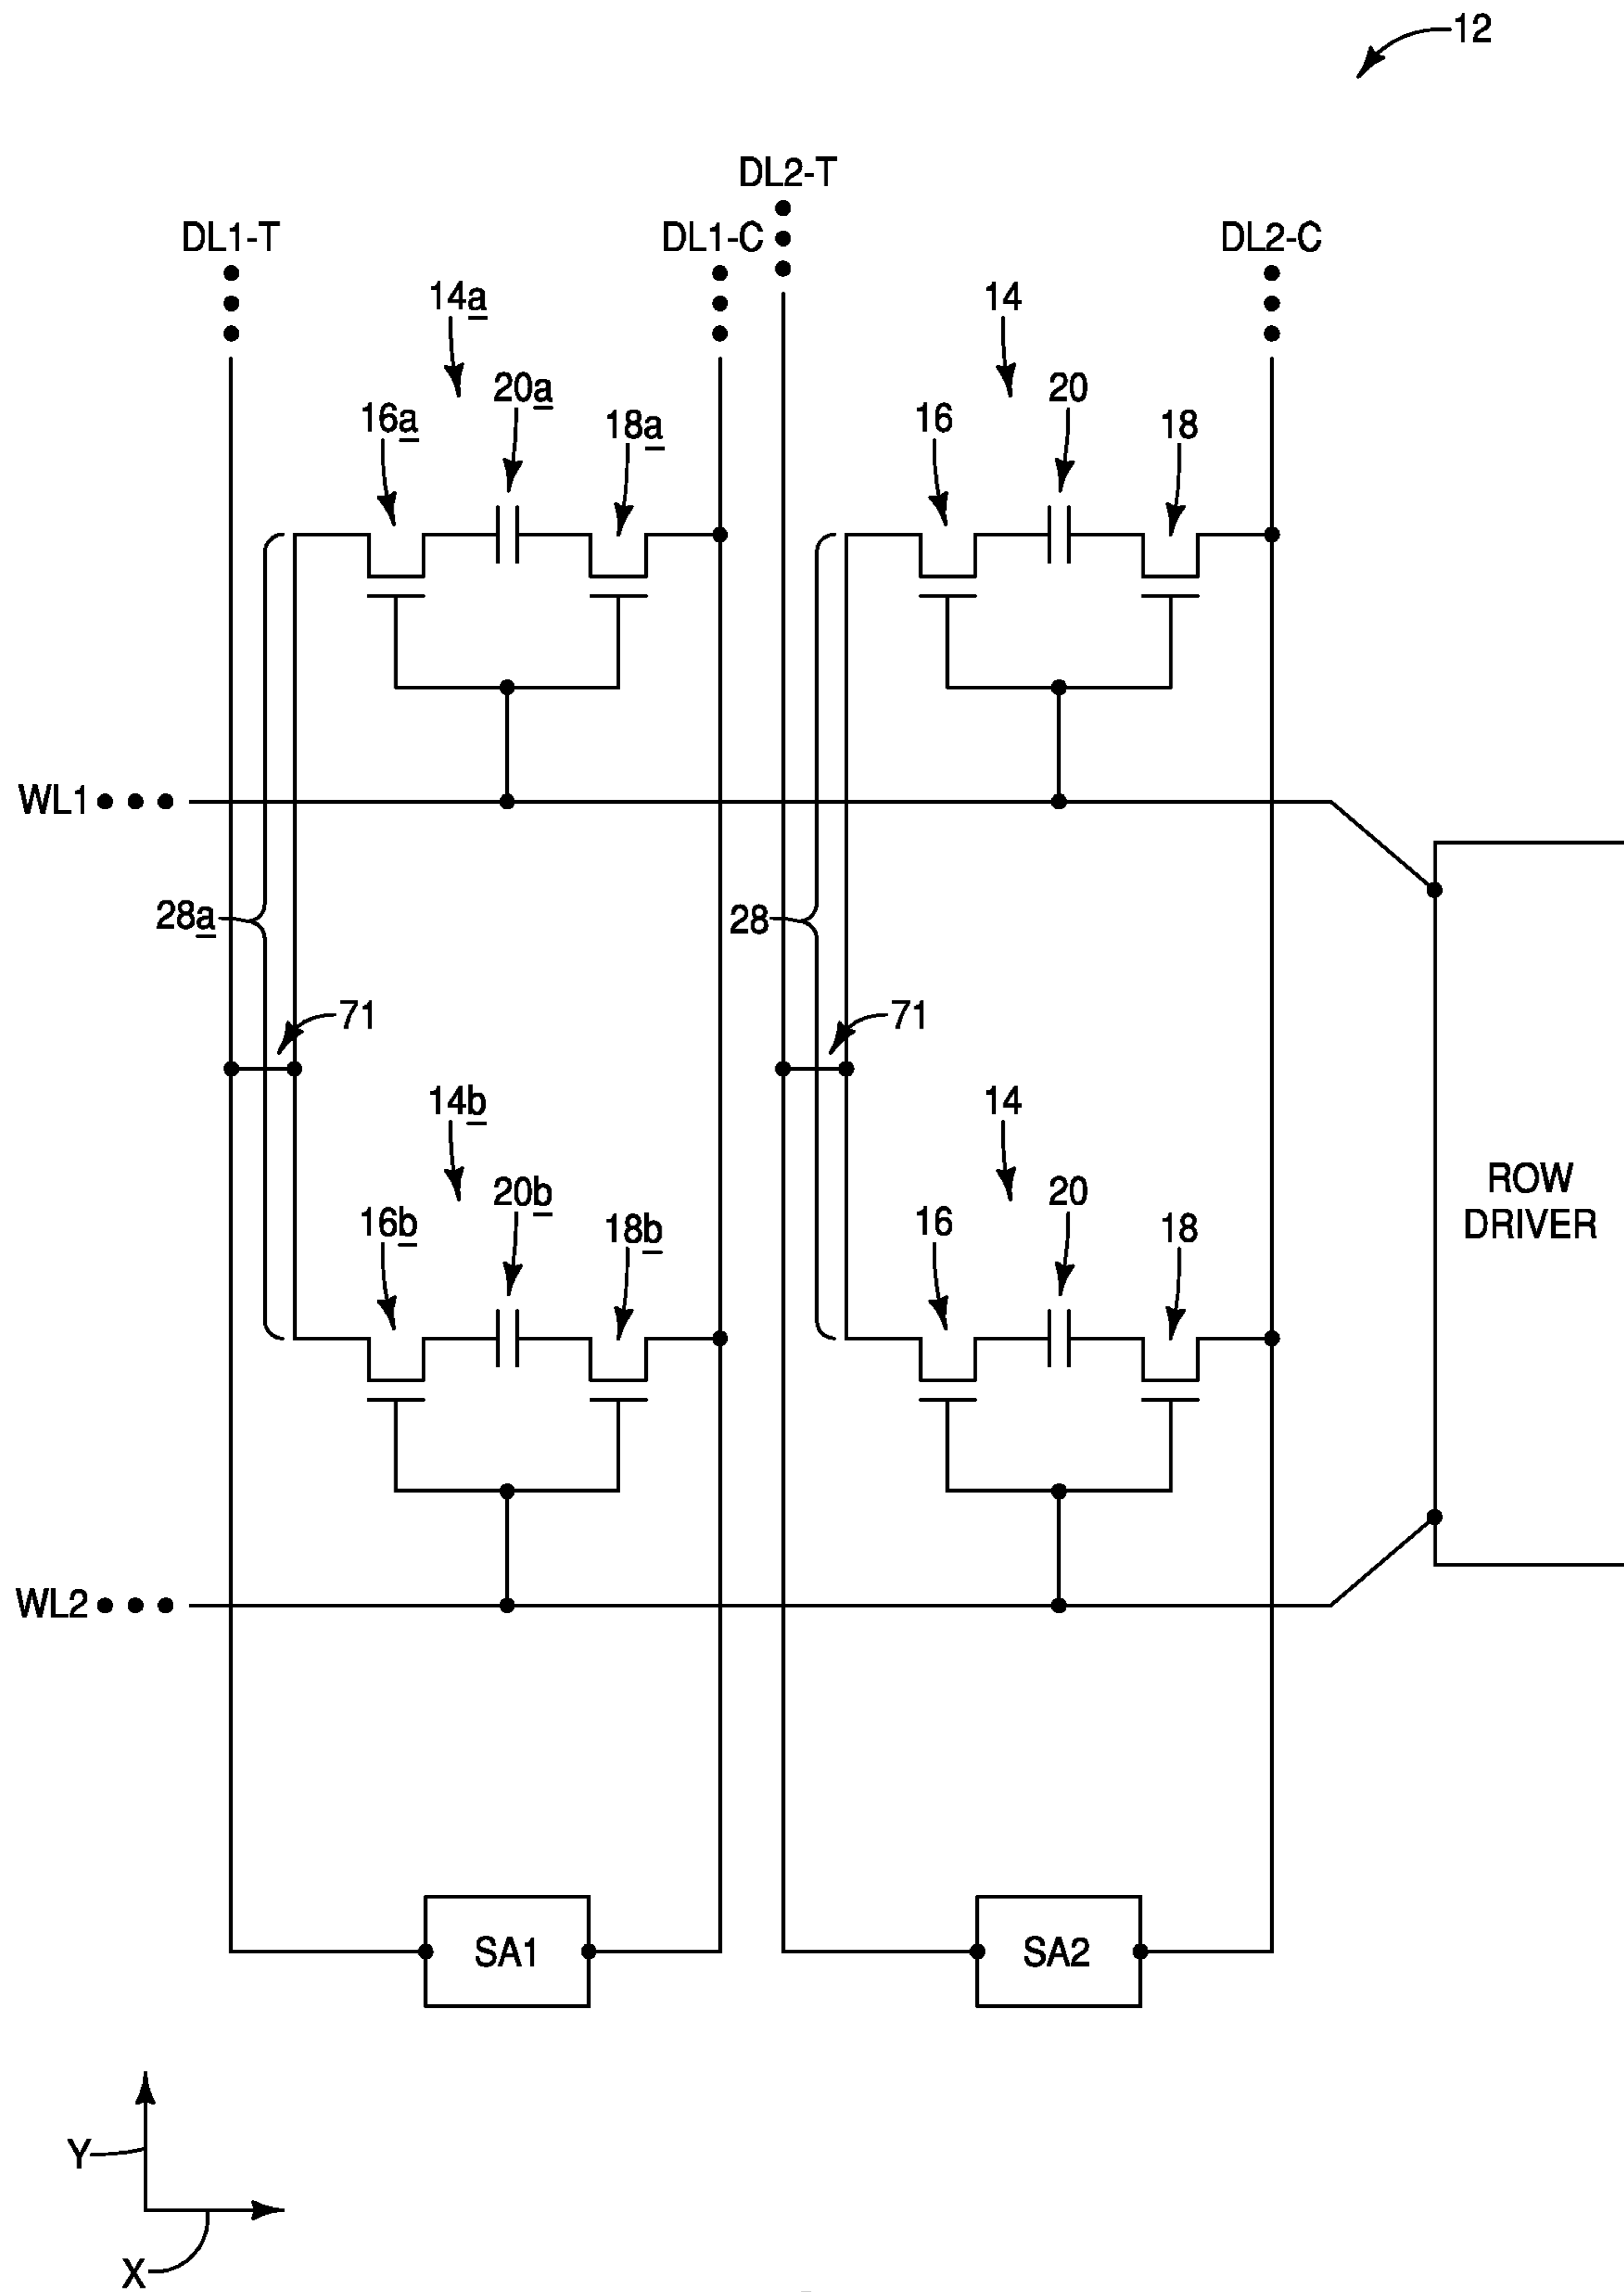 12
DL2-T
DL1-T
DL1-C
DL2-C
14a
14
20a
20
16a
18a
16
18
WL1
28a
28
71
71
14b
14
20b
20
16b
18b
16
18
ROW
DRIVER
WL2
SA1
SA2
Y
X